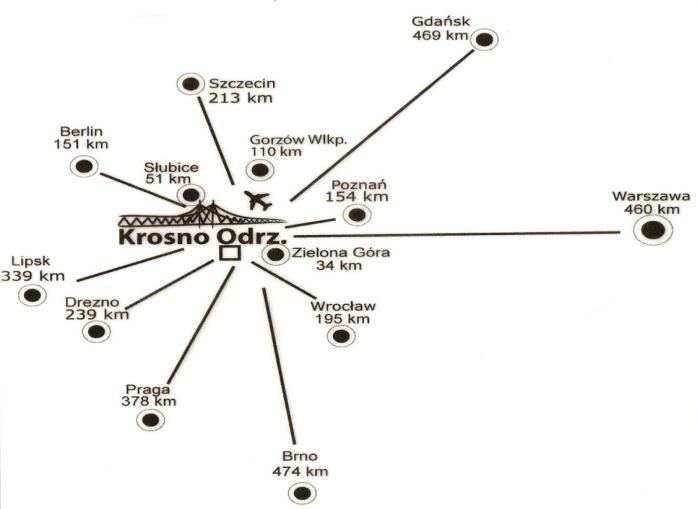 Gdańsk
469 km
Szczecin
213 km
Berlin
151 km
Gorzów Wlkp.
110 km
Słubice
51 km
Poznań
154 km
Warszawa
460 km
Krosno Odrz.
Zielona Góra
34 km
Lipsk
339 km
Drezno
239 km
Wrocław
195 km
Praga
378 km
Brno
474 km